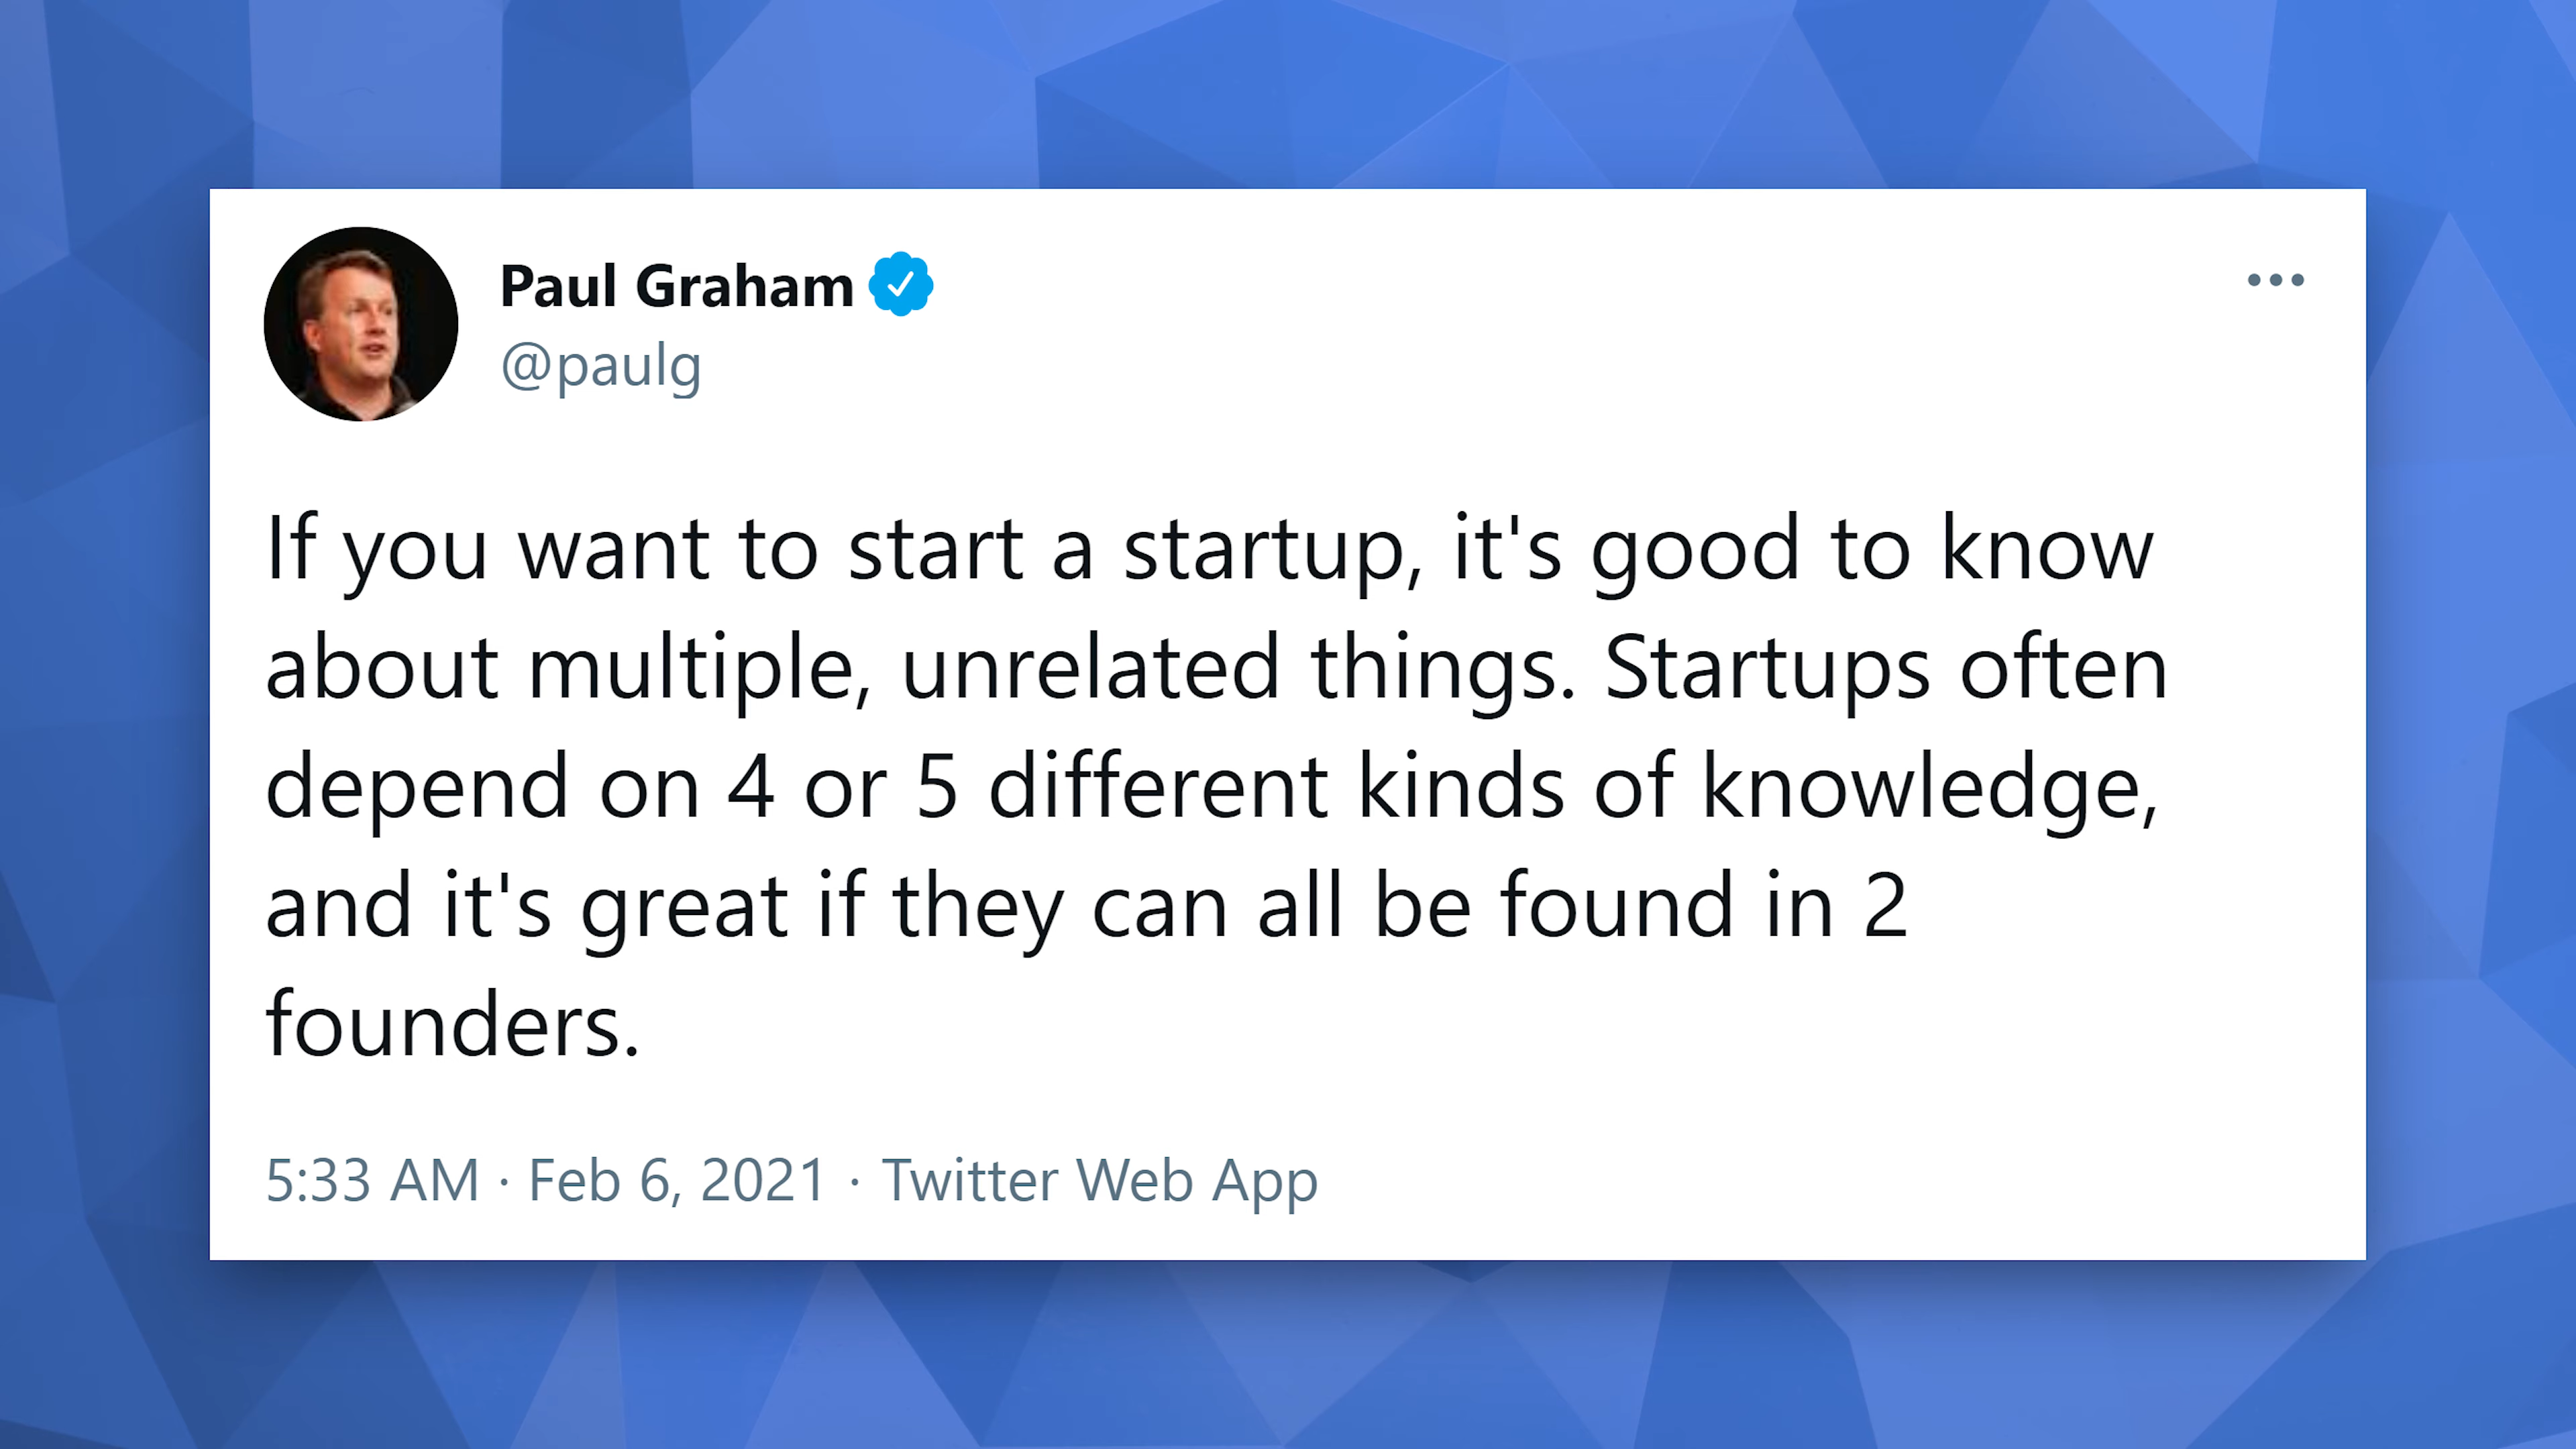 Paul Graham
@paulg
If you want to start a startup, it's good to know
about multiple, unrelated things. Startups often
depend on 4 or 5 different kinds of knowledge,
and it's great if they can all be found in 2
founders.
5:33 AM · Feb 6, 2021 · Twitter Web App